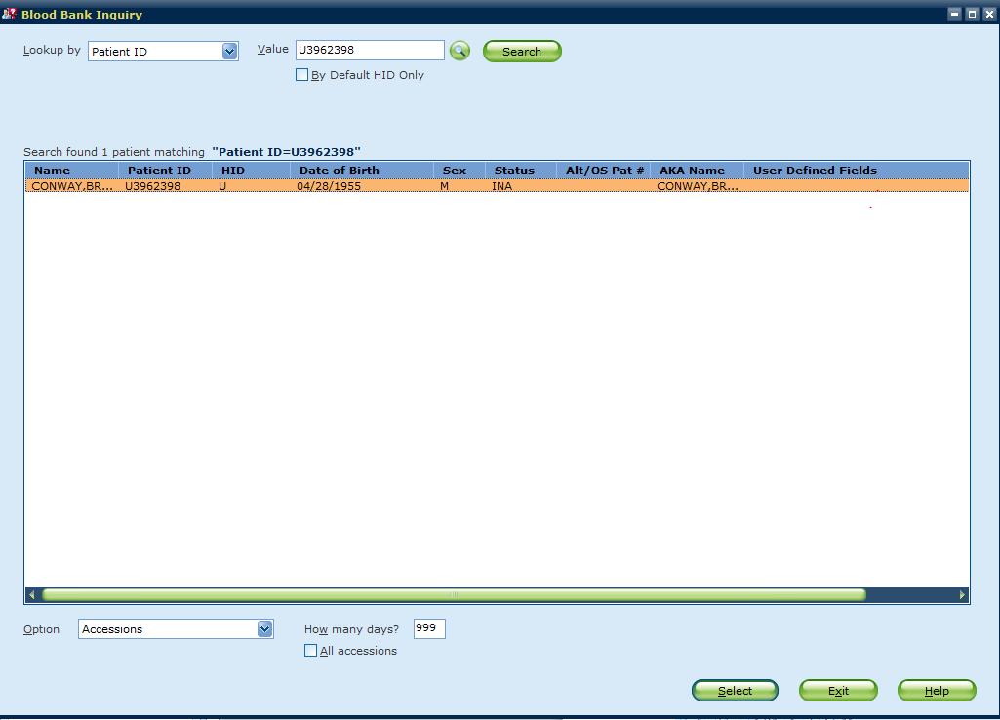 Blood Bank Inquiry
Lookup by Patient ID Value U3962398 Search
By Default HID Only
Search found 1 patient matching "Patient ID=U3962398"
Name Patient ID HID Date of Birth Sex Status Alt/OS Pat # AKA Name User Defined Fields
CONWAY,BR... U3962398 U 04/28/1955 M INA CONWAY,BR...
Option Accessions How many days? 999
All accessions
Select Exit Help